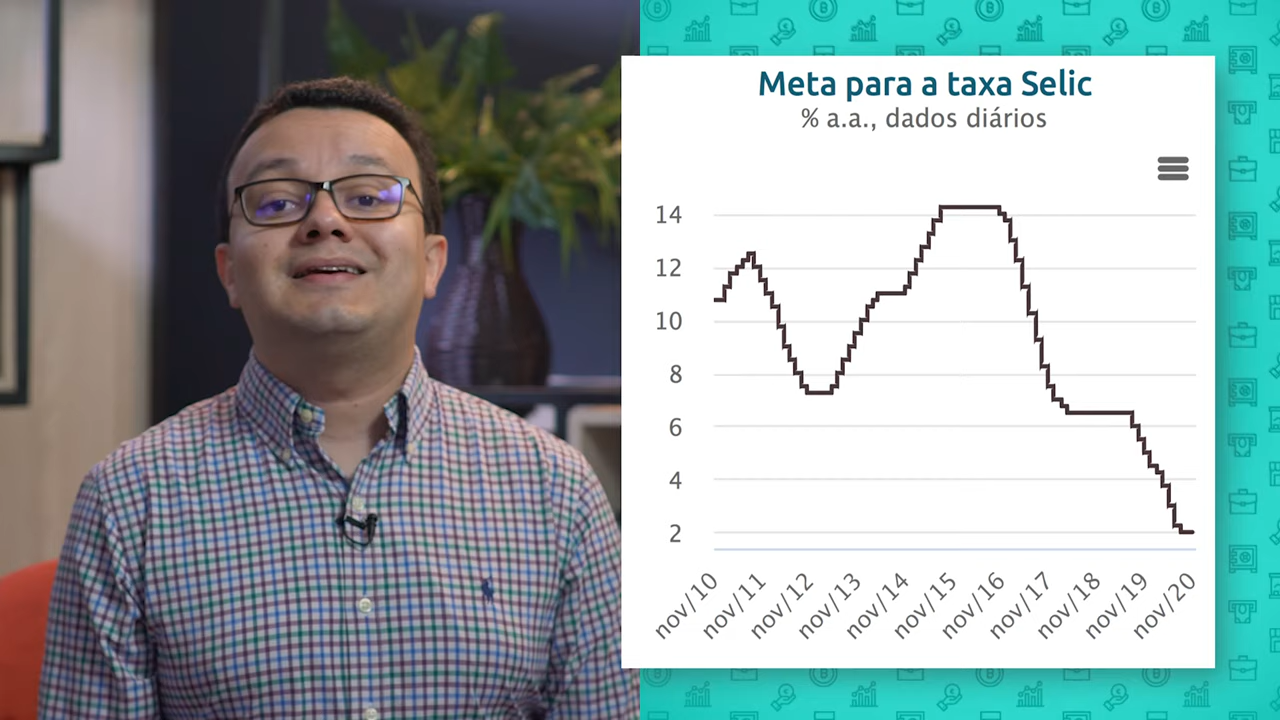 Meta para a taxa Selic
% a.a., dados diários
14
12
10
8
6
4
2
nov/10
nov/11
nov/12
nov/13
nov/14
nov/15
nov/16
nov/17
nov/18
nov/19
nov/20